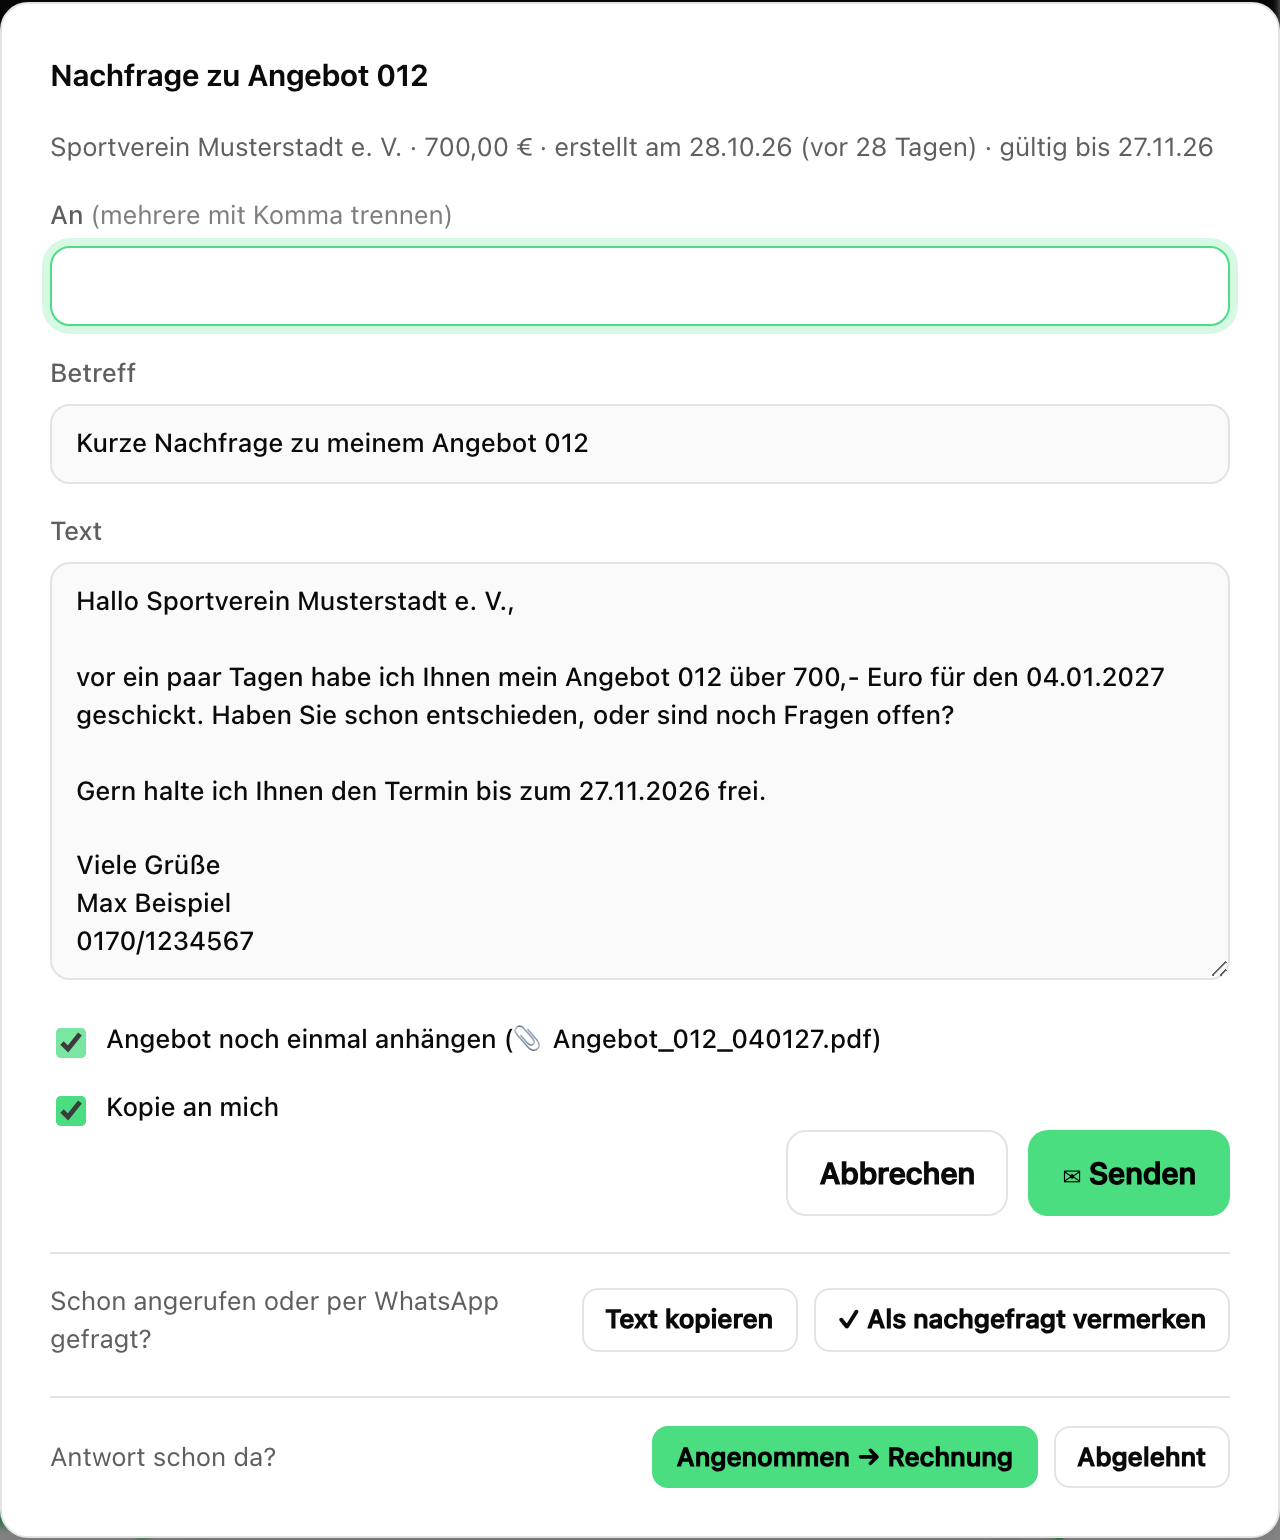 Nachfrage zu Angebot 012
Sportverein Musterstadt e. V. · 700,00 € · erstellt am 28.10.26 (vor 28 Tagen) · gültig bis 27.11.26
An (mehrere mit Komma trennen)
Betreff
Kurze Nachfrage zu meinem Angebot 012
Text
Hallo Sportverein Musterstadt e. V.,
vor ein paar Tagen habe ich Ihnen mein Angebot 012 über 700,- Euro für den 04.01.2027
geschickt. Haben Sie schon entschieden, oder sind noch Fragen offen?
Gern halte ich Ihnen den Termin bis zum 27.11.2026 frei.
Viele Grüße
Max Beispiel
0170/1234567
Angebot noch einmal anhängen (📎 Angebot_012_040127.pdf)
Kopie an mich
Abbrechen
✉ Senden
Schon angerufen oder per WhatsApp
gefragt?
Text kopieren
✓ Als nachgefragt vermerken
Antwort schon da?
Angenommen → Rechnung
Abgelehnt